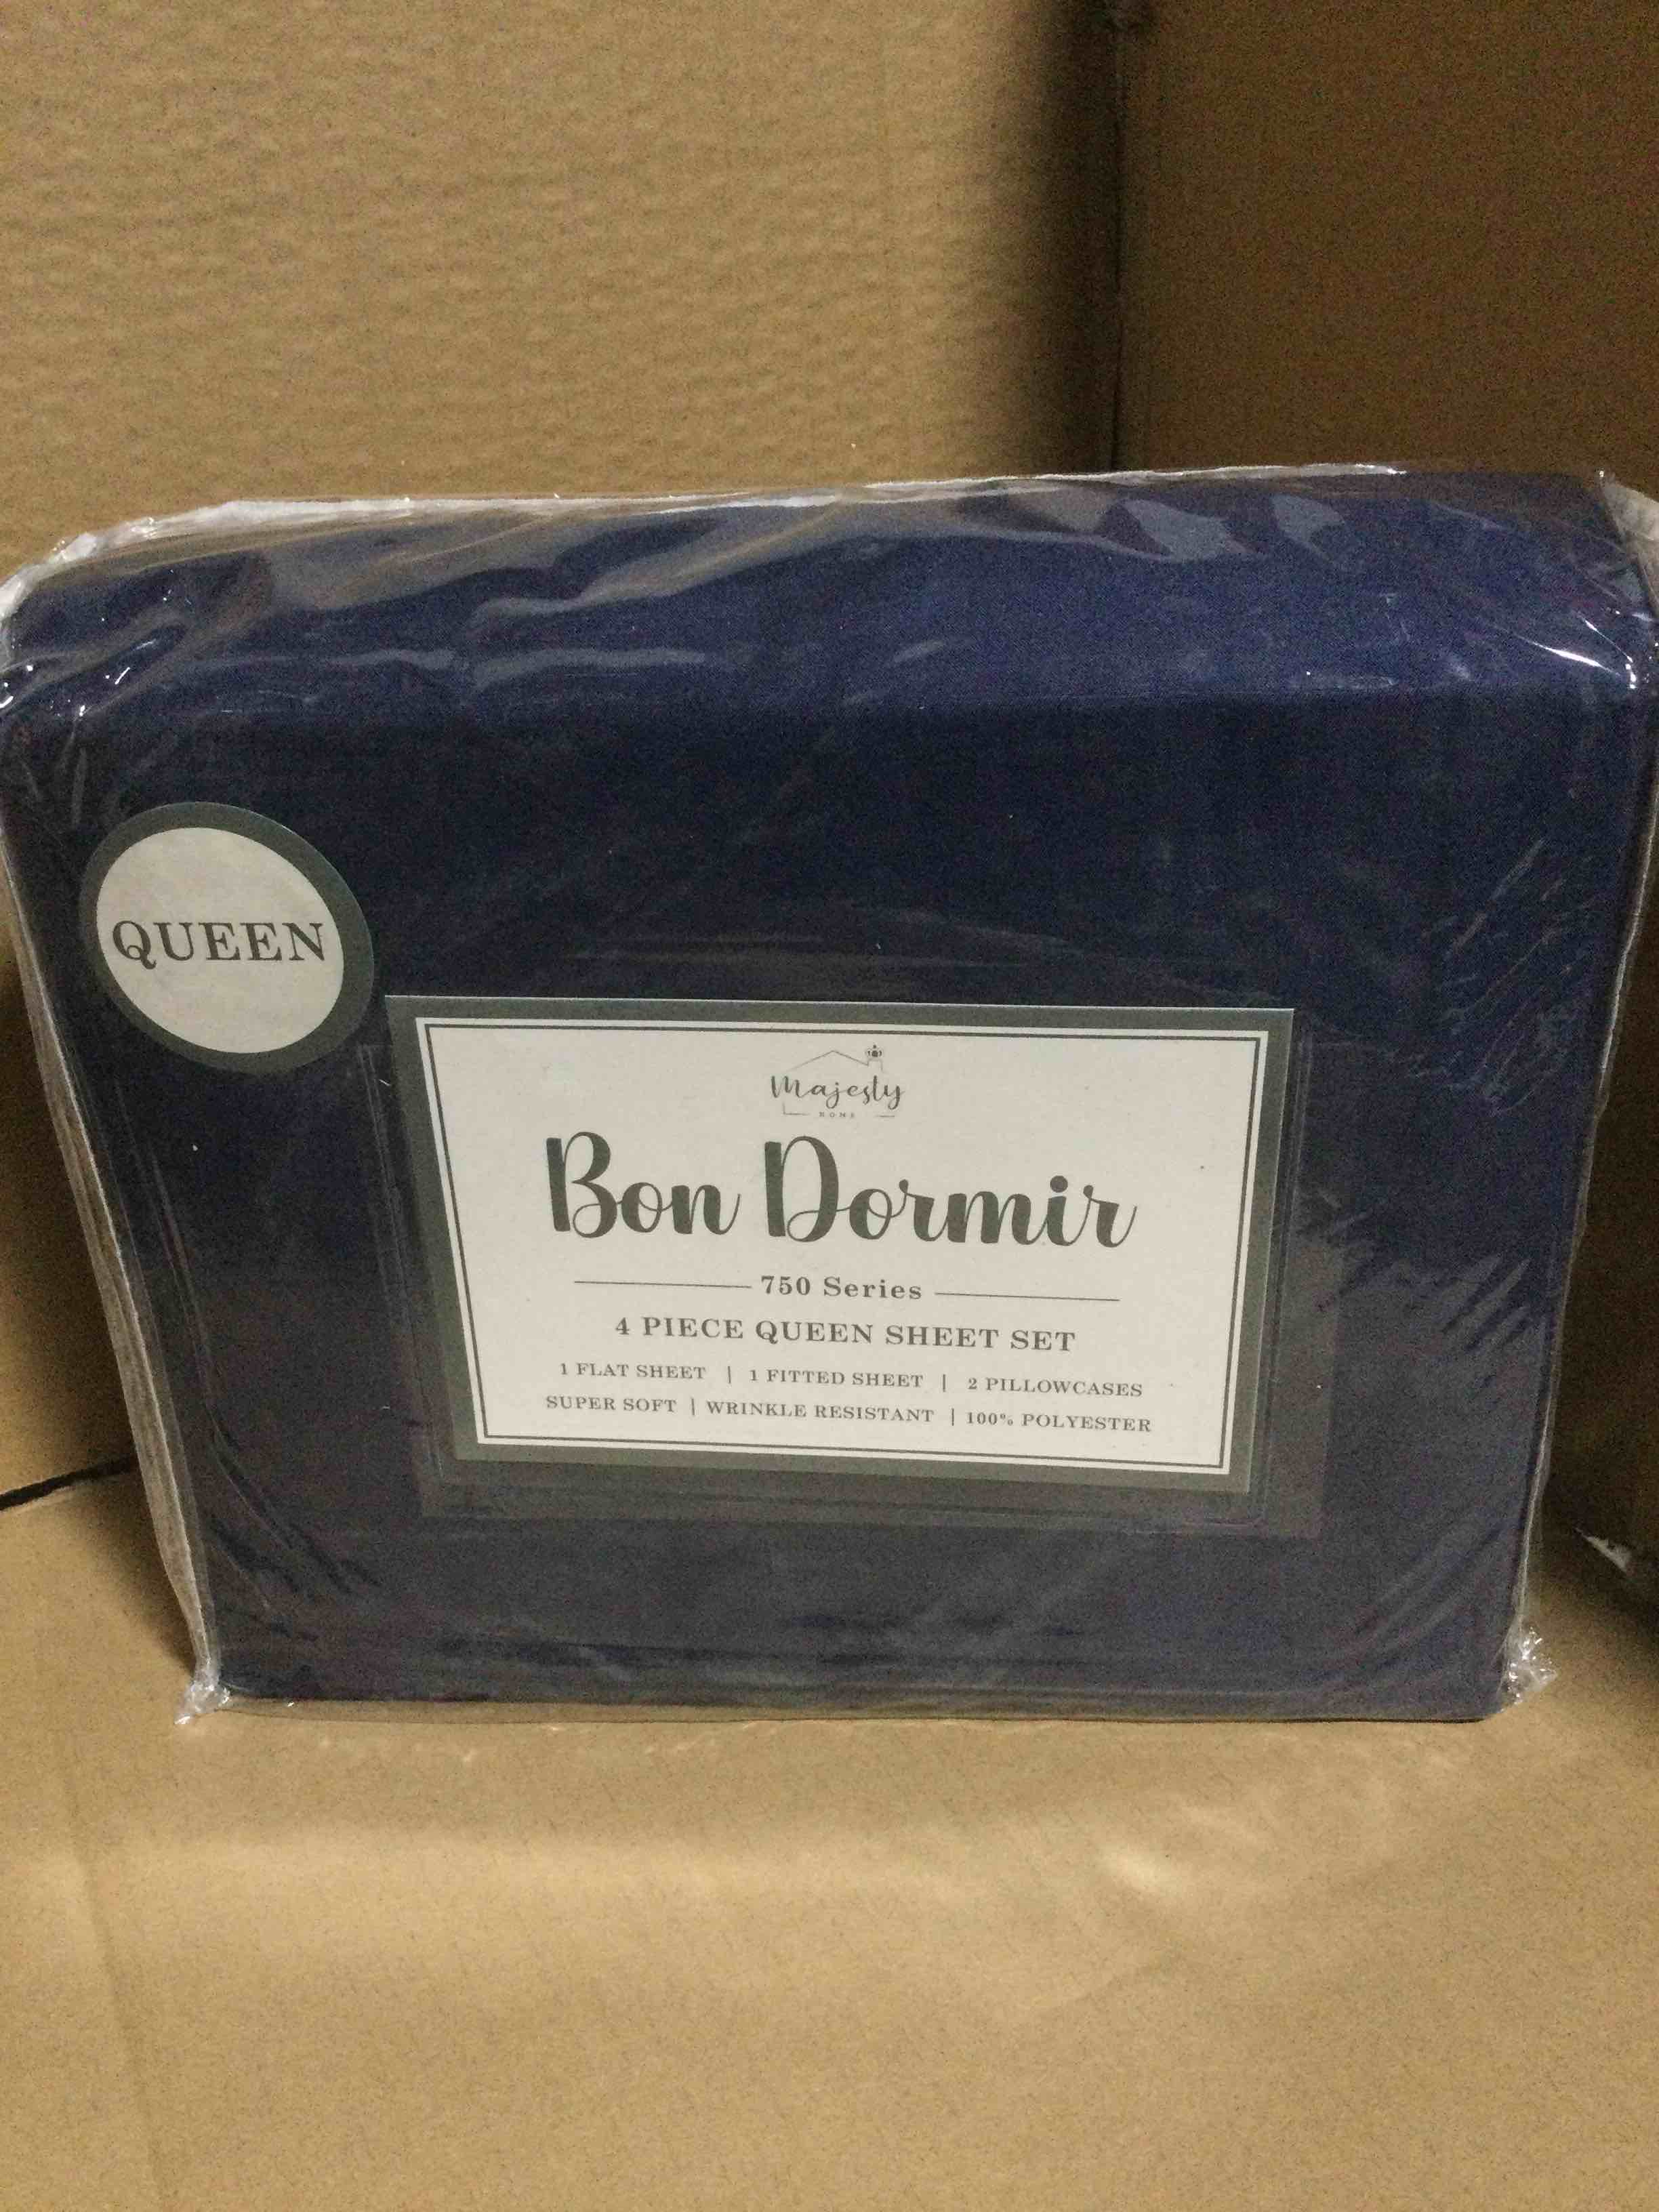 QUEEN
Majesty
HOME
Bon Dormir
750 Series
4 PIECE QUEEN SHEET SET
1 FLAT SHEET | 1 FITTED SHEET | 2 PILLOWCASES
SUPER SOFT | WRINKLE RESISTANT | 100% POLYESTER